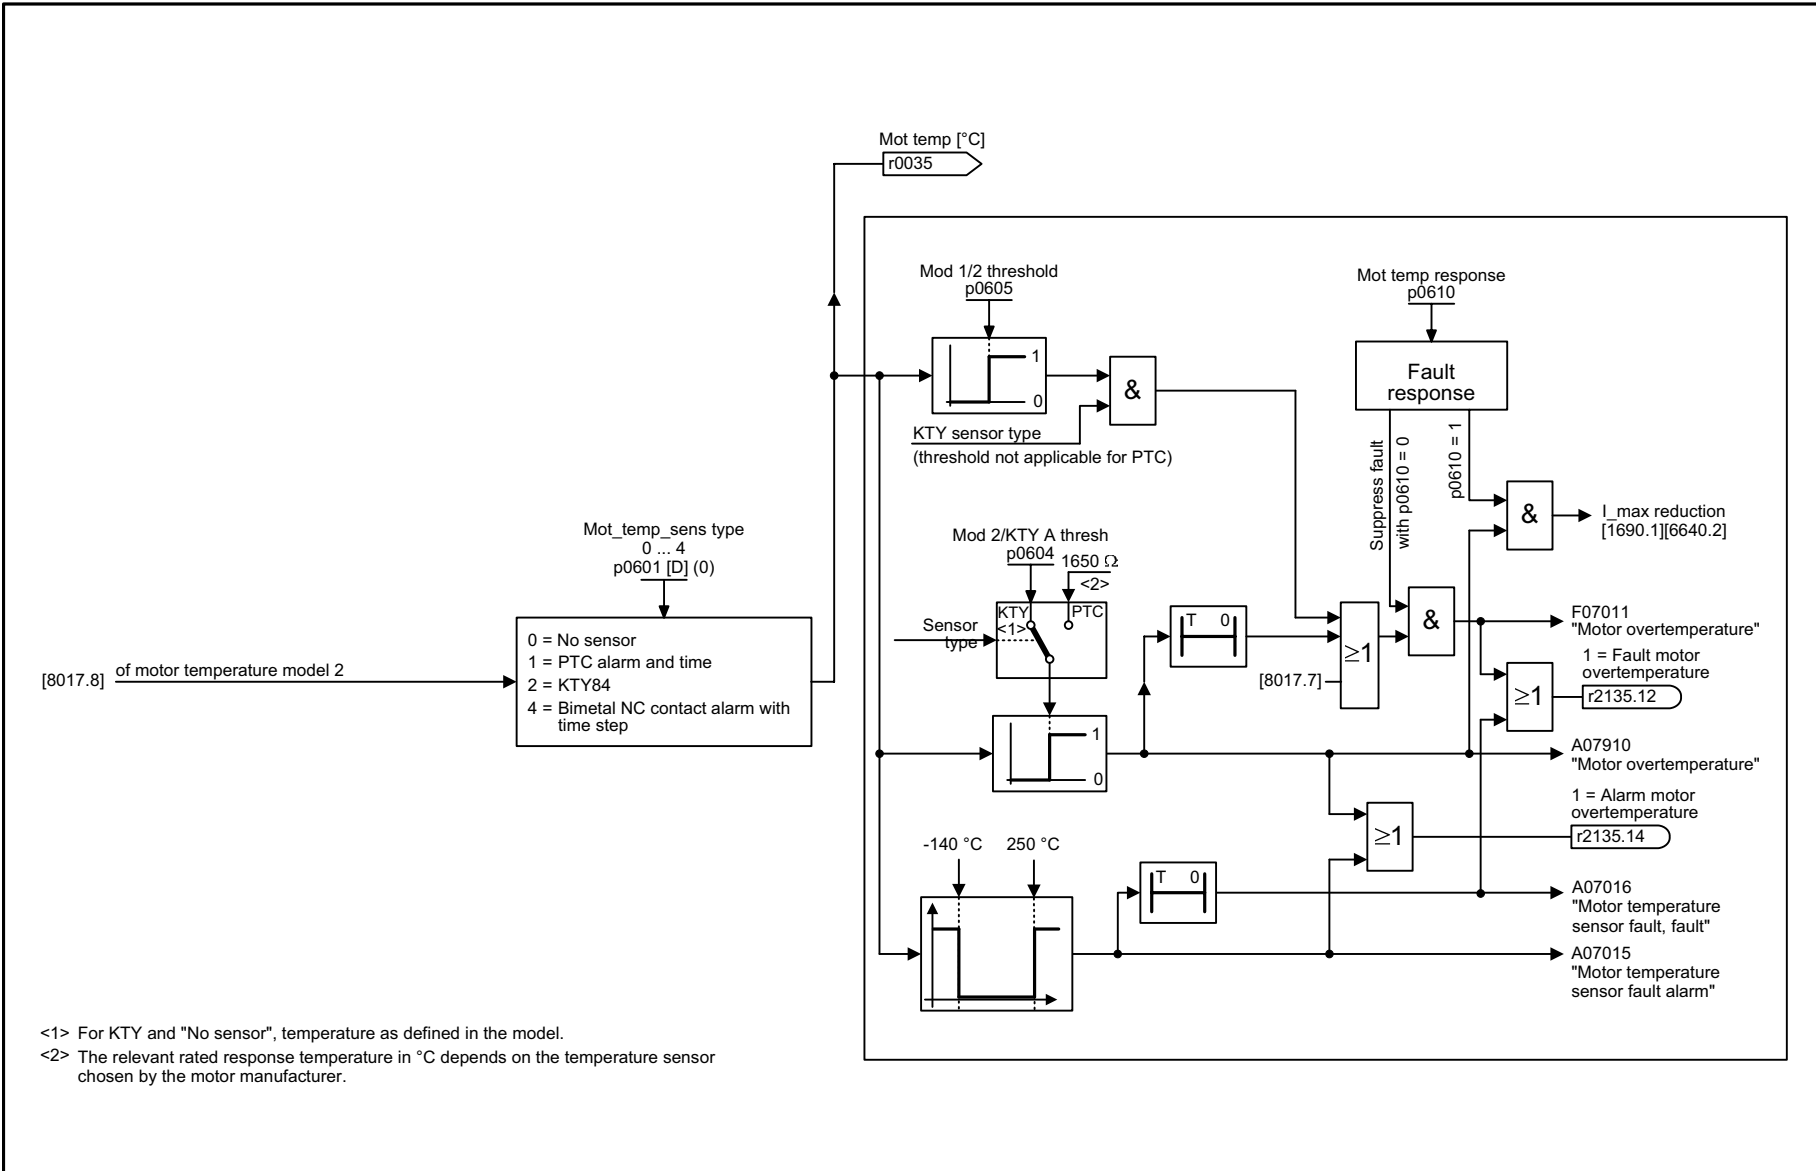 Mot temp [°C]
r0035
Mod 1/2 threshold
p0605
1
0
&
KTY sensor type
(threshold not applicable for PTC)
Mot temp response
p0610
Fault
response
Suppress fault
with p0610 = 0
p0610 = 1
&
I_max reduction
[1690.1][6640.2]
Mot_temp_sens type
0 ... 4
p0601 [D] (0)
0 = No sensor
1 = PTC alarm and time
2 = KTY84
4 = Bimetal NC contact alarm with
time step
[8017.8]
of motor temperature model 2
Mod 2/KTY A thresh
p0604
1650 Ω
<2>
KTY
<1>
PTC
Sensor
type
T 0
≥1
[8017.7]
&
F07011
"Motor overtemperature"
1 = Fault motor
overtemperature
≥1
r2135.12
1
0
A07910
"Motor overtemperature"
1 = Alarm motor
overtemperature
≥1
r2135.14
-140 °C
250 °C
T 0
A07016
"Motor temperature
sensor fault, fault"
A07015
"Motor temperature
sensor fault alarm"
<1> For KTY and "No sensor", temperature as defined in the model.
<2> The relevant rated response temperature in °C depends on the temperature sensor
chosen by the motor manufacturer.